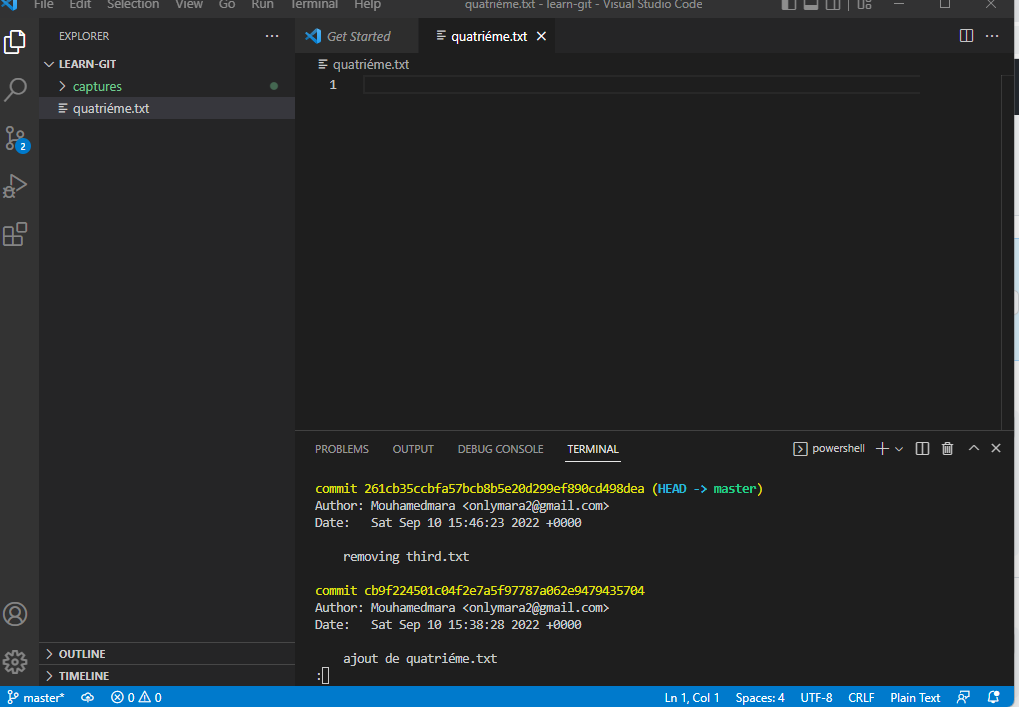 File Edit Selection View Go Run Terminal Help quatriéme.txt - learn-git - Visual Studio Code
EXPLORER
LEARN-GIT
captures
quatriéme.txt
2
Get Started
quatriéme.txt
quatriéme.txt
1
PROBLEMS OUTPUT DEBUG CONSOLE TERMINAL
powershell
commit 261cb35ccbfa57bcb8b5e20d299ef890cd498dea (HEAD -> master)
Author: Mouhamedmara <onlymara2@gmail.com>
Date:   Sat Sep 10 15:46:23 2022 +0000
removing third.txt
commit cb9f224501c04f2e7a5f97787a062e9479435704
Author: Mouhamedmara <onlymara2@gmail.com>
Date:   Sat Sep 10 15:38:28 2022 +0000
ajout de quatriéme.txt
:
OUTLINE
TIMELINE
master* 0 0 Ln 1, Col 1 Spaces: 4 UTF-8 CRLF Plain Text